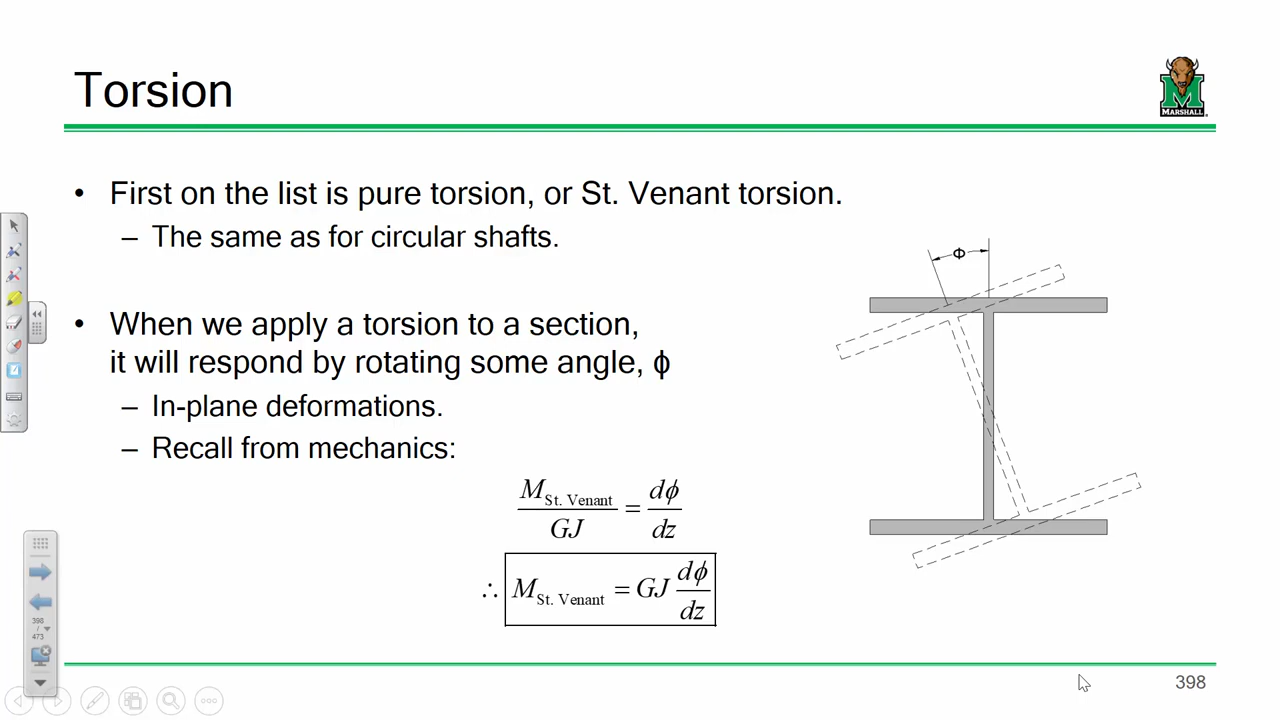 Torsion
MARSHALL
• First on the list is pure torsion, or St. Venant torsion.
– The same as for circular shafts.
Φ
• When we apply a torsion to a section,
it will respond by rotating some angle, ϕ
– In-plane deformations.
– Recall from mechanics:
M_St. Venant / GJ = dϕ / dz
∴ M_St. Venant = GJ dϕ / dz
398
/
473
398